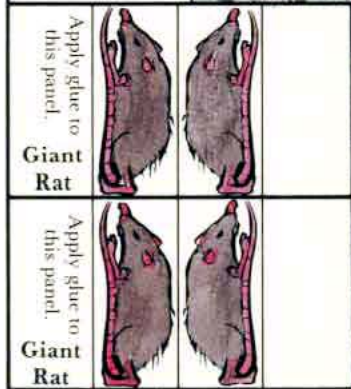 Apply glue to
this panel.
Giant
Rat
Apply glue to
this panel.
Giant
Rat